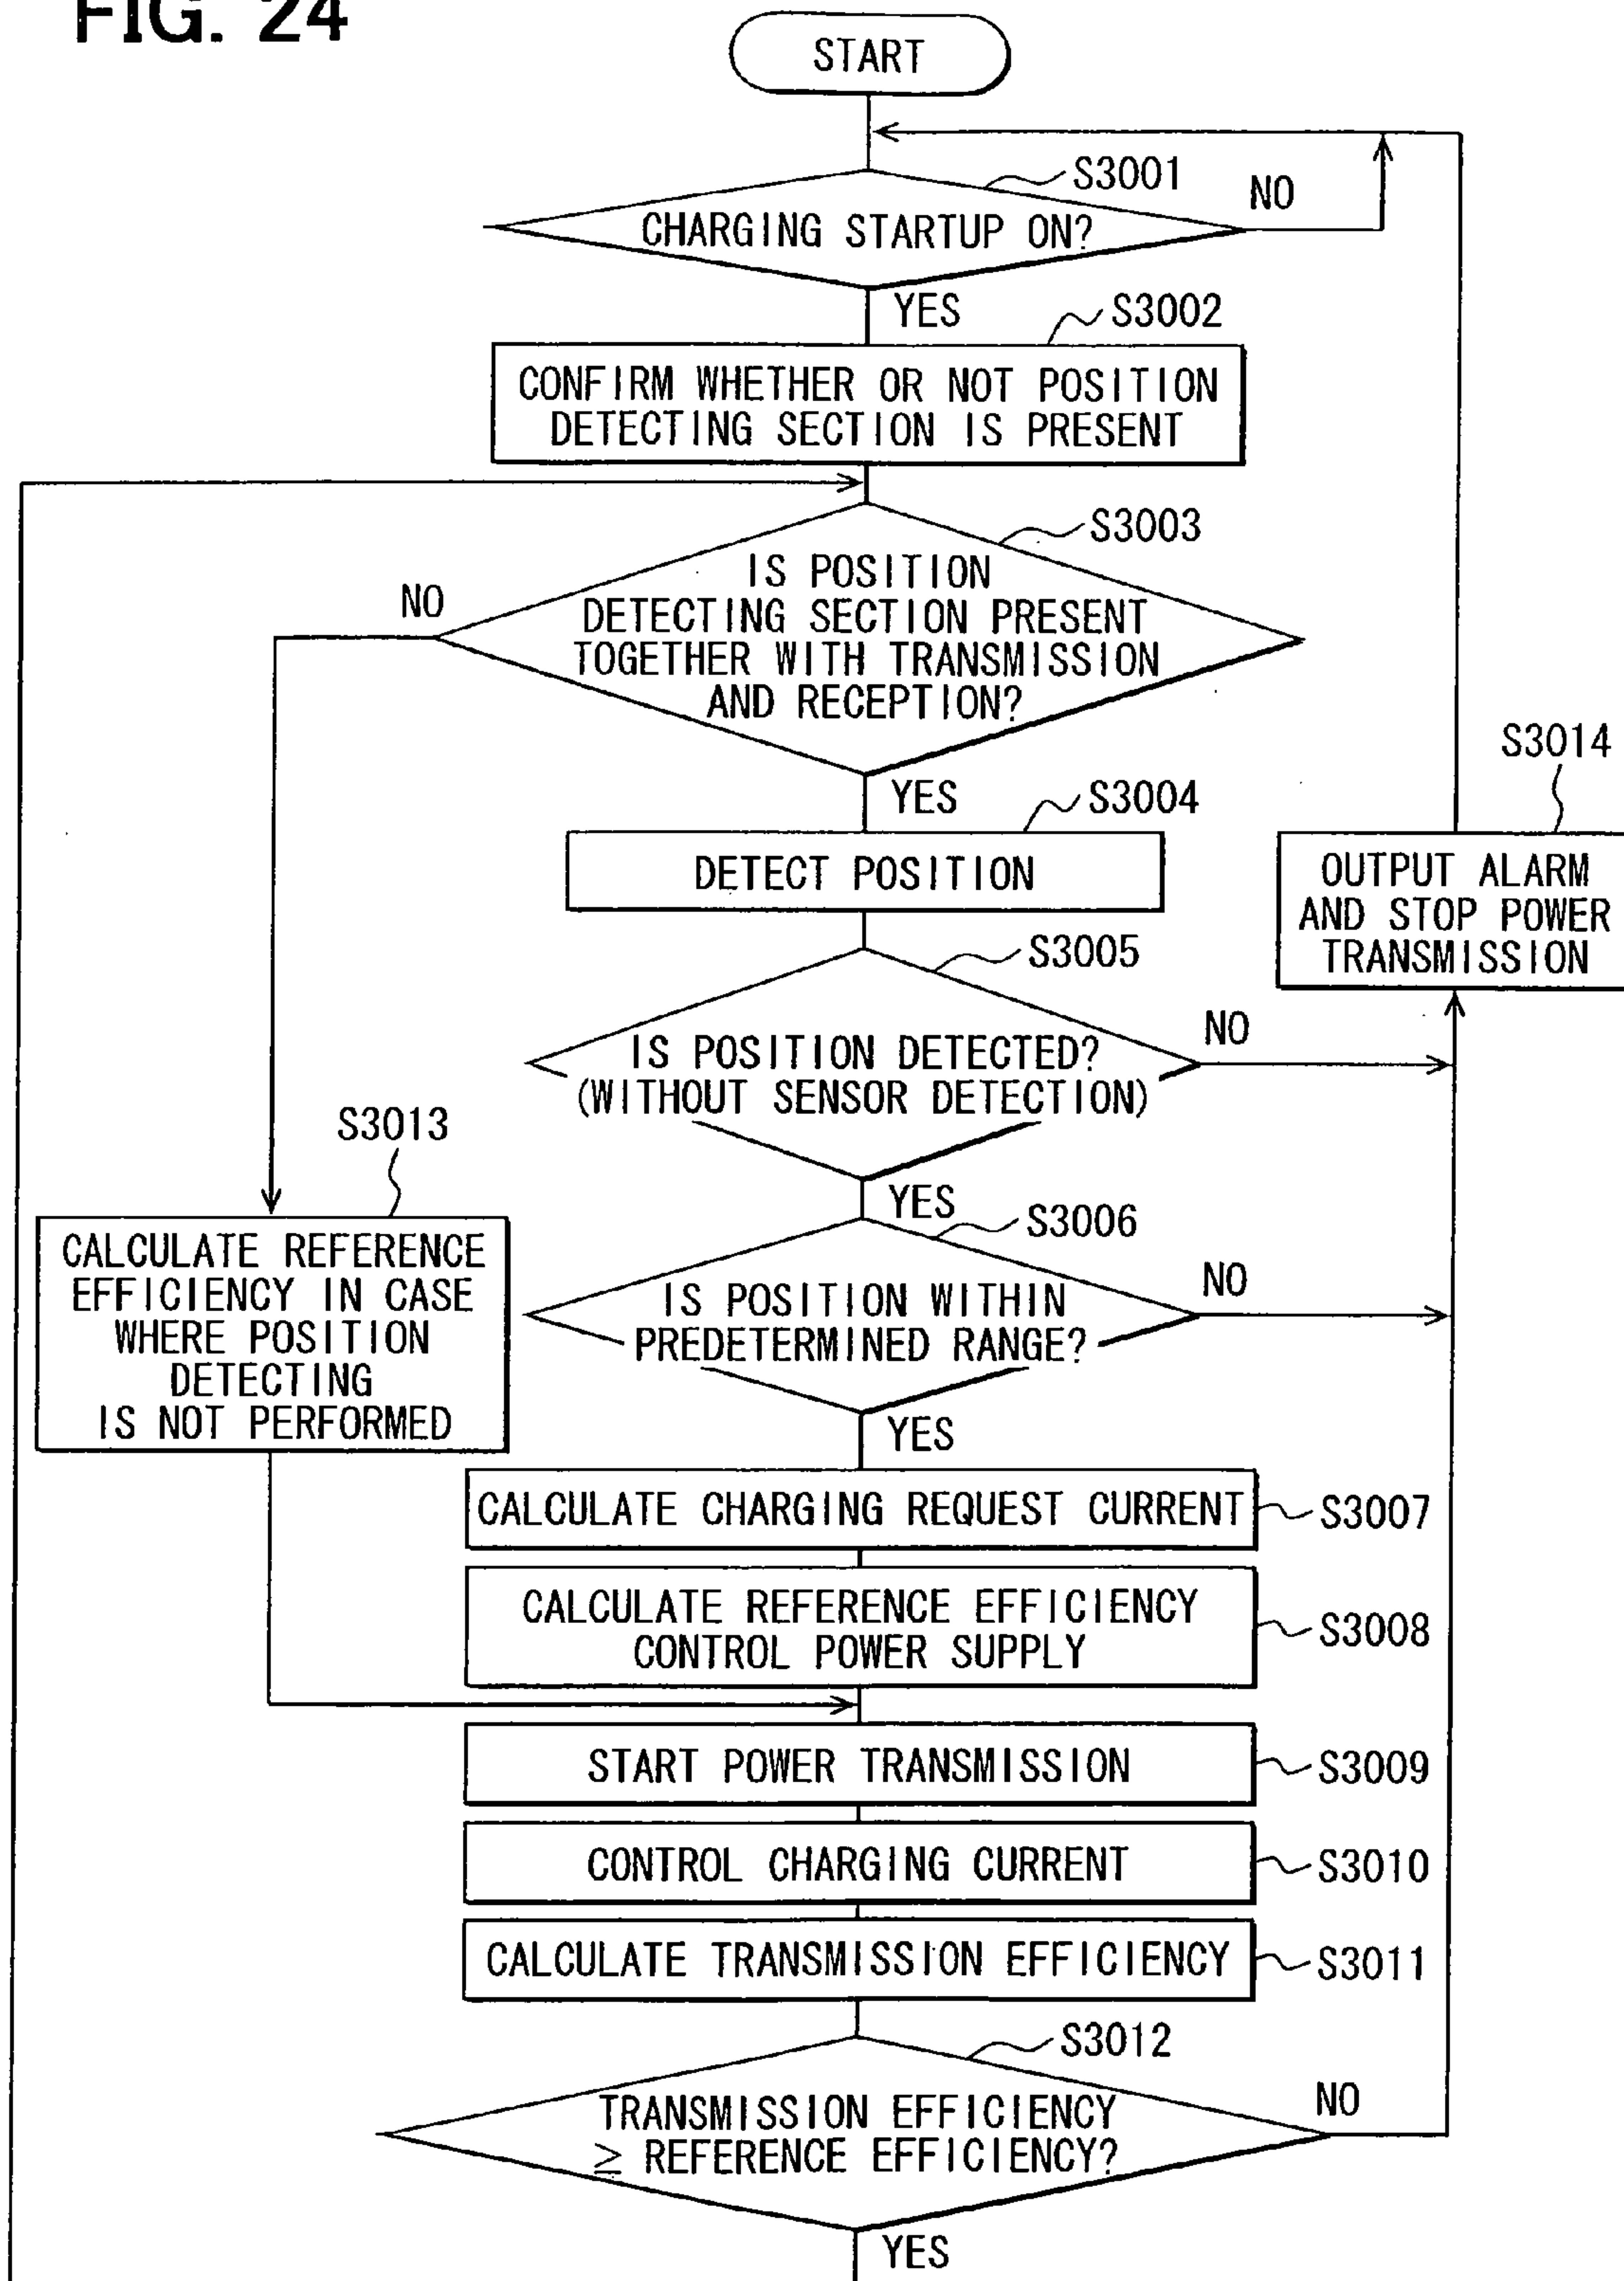 FIG. 24
START
S3001
NO
CHARGING STARTUP ON?
YES
S3002
CONFIRM WHETHER OR NOT POSITION
DETECTING SECTION IS PRESENT
S3003
NO
IS POSITION
DETECTING SECTION PRESENT
TOGETHER WITH TRANSMISSION
AND RECEPTION?
YES
S3004
DETECT POSITION
S3014
OUTPUT ALARM
AND STOP POWER
TRANSMISSION
S3005
NO
IS POSITION DETECTED?
(WITHOUT SENSOR DETECTION)
YES
S3013
CALCULATE REFERENCE
EFFICIENCY IN CASE
WHERE POSITION
DETECTING
IS NOT PERFORMED
S3006
NO
IS POSITION WITHIN
PREDETERMINED RANGE?
YES
CALCULATE CHARGING REQUEST CURRENT
S3007
CALCULATE REFERENCE EFFICIENCY
CONTROL POWER SUPPLY
S3008
START POWER TRANSMISSION
S3009
CONTROL CHARGING CURRENT
S3010
CALCULATE TRANSMISSION EFFICIENCY
S3011
S3012
NO
TRANSMISSION EFFICIENCY
≥ REFERENCE EFFICIENCY?
YES